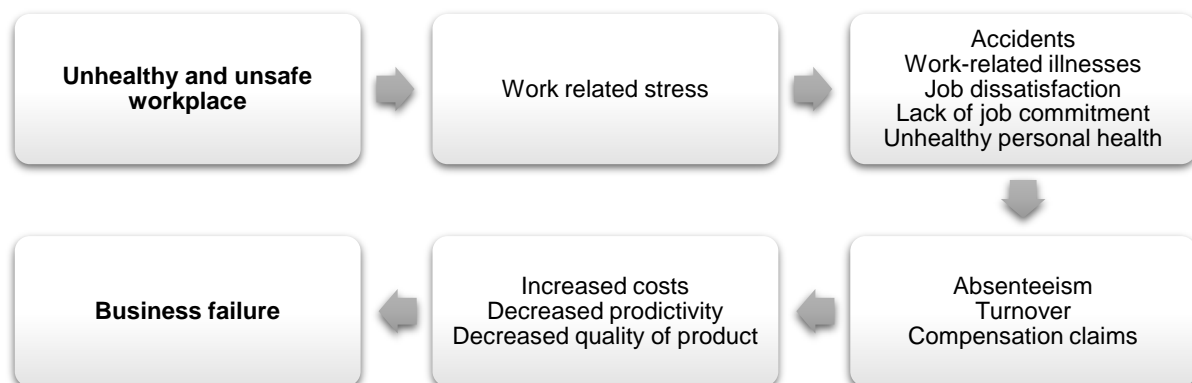 Unhealthy and unsafe
workplace
Work related stress
Accidents
Work-related illnesses
Job dissatisfaction
Lack of job commitment
Unhealthy personal health
Absenteeism
Turnover
Compensation claims
Increased costs
Decreased prodictivity
Decreased quality of product
Business failure